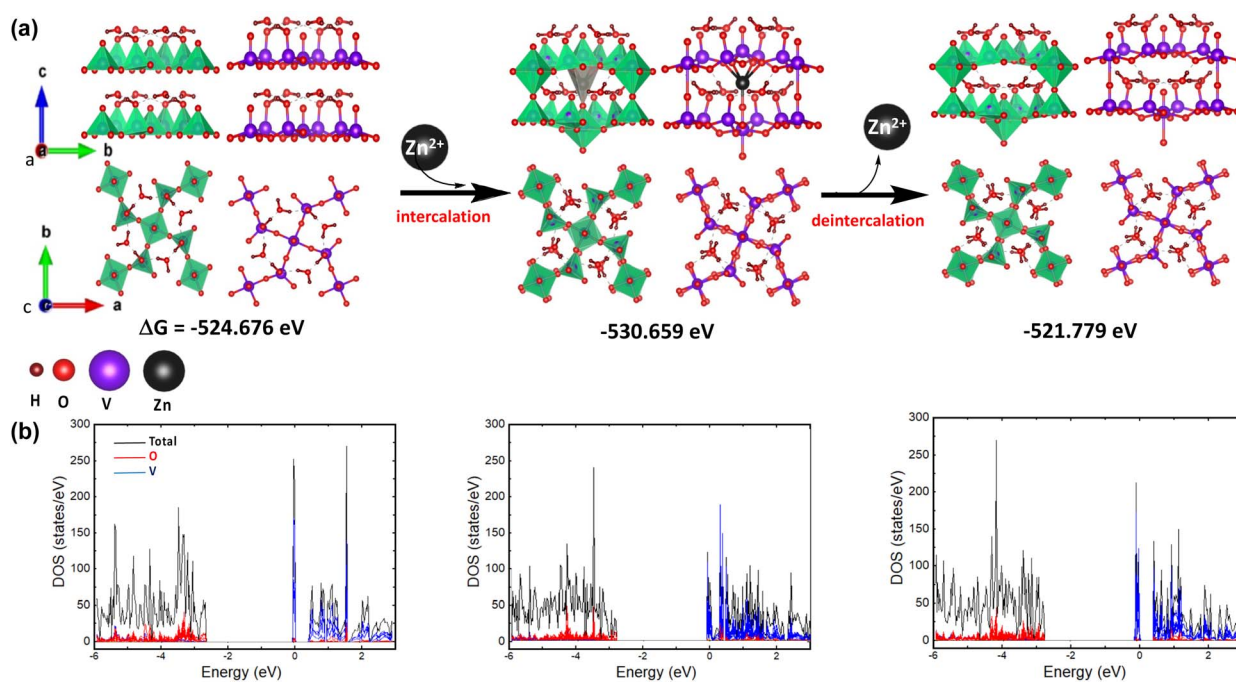 (a)
c
a a b
b
c c a
Zn2+
intercalation
Zn2+
deintercalation
ΔG = -524.676 eV
-530.659 eV
-521.779 eV
H O V Zn
(b)
Total
O
V
DOS (states/eV)
300
250
200
150
100
50
0
-6 -4 -2 0 2
Energy (eV)
DOS (states/eV)
300
250
200
150
100
50
0
-6 -4 -2 0 2
Energy (eV)
DOS (states/eV)
300
250
200
150
100
50
0
-6 -4 -2 0 2
Energy (eV)